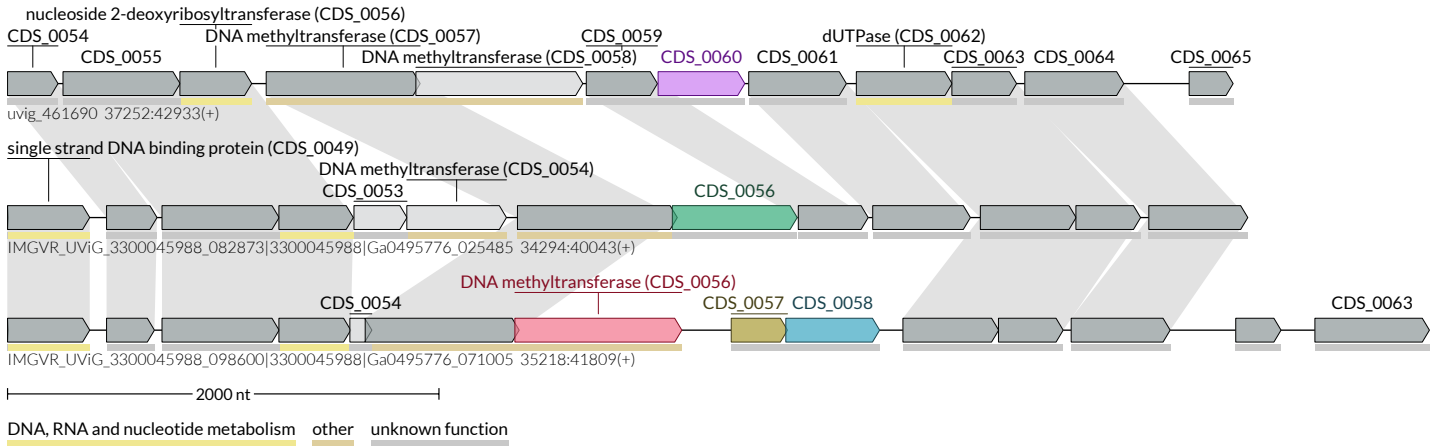 nucleoside 2-deoxyribosyltransferase (CDS_0056)
CDS_0054 DNA methyltransferase (CDS_0057) CDS_0059 dUTPase (CDS_0062)
CDS_0055 DNA methyltransferase (CDS_0058) CDS_0060 CDS_0061 CDS_0063 CDS_0064 CDS_0065
uvig_461690 37252:42933(+)
single strand DNA binding protein (CDS_0049)
DNA methyltransferase (CDS_0054)
CDS_0053 CDS_0056
IMGVR_UViG_3300045988_082873|3300045988|Ga0495776_025485 34294:40043(+)
DNA methyltransferase (CDS_0056)
CDS_0054 CDS_0057 CDS_0058 CDS_0063
IMGVR_UViG_3300045988_098600|3300045988|Ga0495776_071005 35218:41809(+)
2000 nt
DNA, RNA and nucleotide metabolism other unknown function